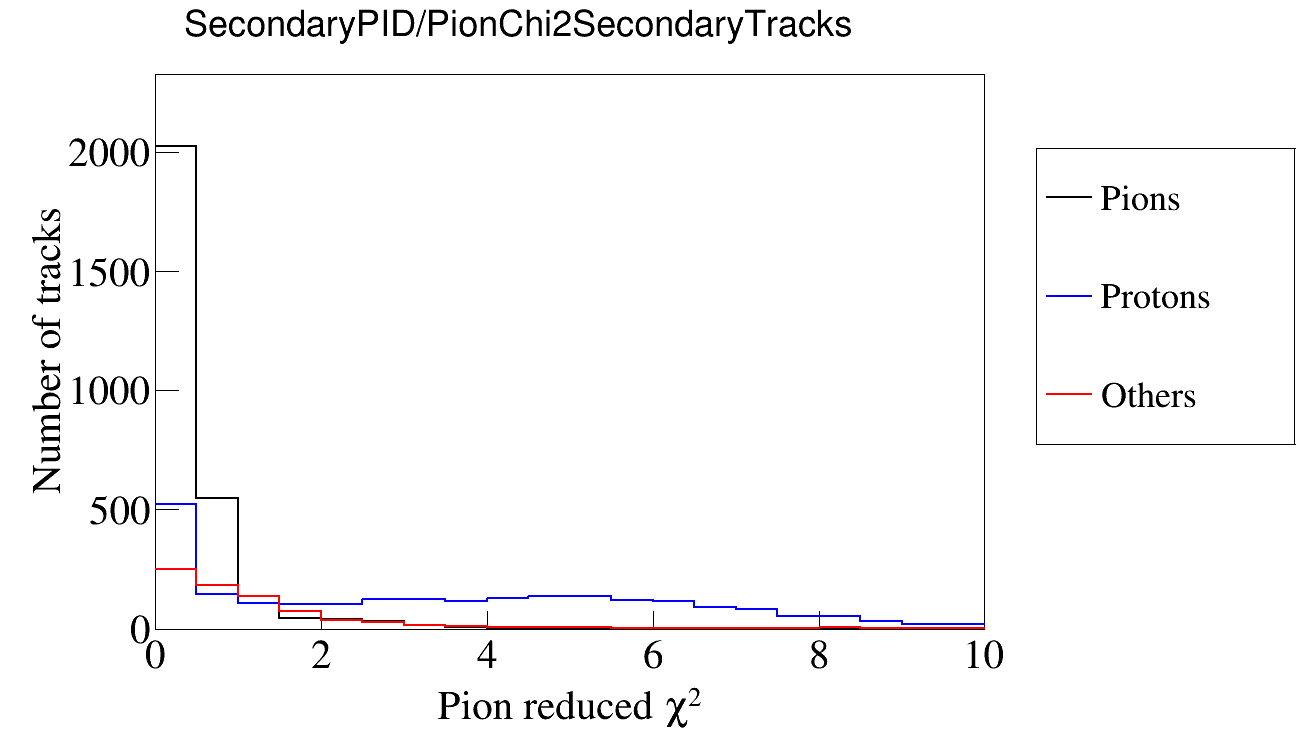 SecondaryPID/PionChi2SecondaryTracks
Number of tracks
2000
1500
1000
500
0
0 2 4 6 8 10
Pion reduced χ²
Pions
Protons
Others